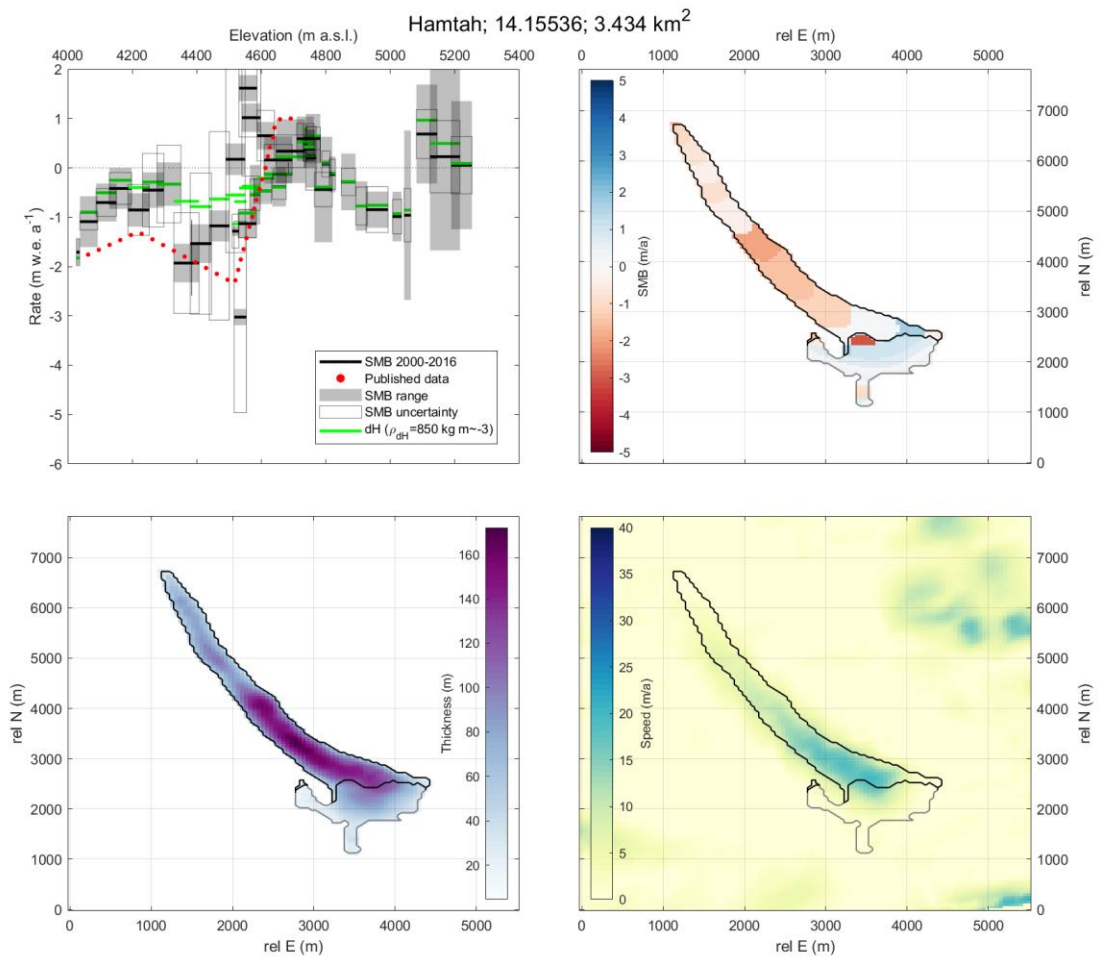 Hamtah; 14.15536; 3.434 km²
Elevation (m a.s.l.)
4000 4200 4400 4600 4800 5000 5200 5400
2
1
0
-1
-2
-3
-4
-5
-6
Rate (m w.e. a⁻¹)
SMB 2000-2016
Published data
SMB range
SMB uncertainty
dH (ρdH=850 kg m~-3)
rel E (m)
0 1000 2000 3000 4000 5000
5
4
3
2
1
0
-1
-2
-3
-4
-5
SMB (m/a)
7000
6000
5000
4000
3000
2000
1000
0
rel N (m)
7000
6000
5000
4000
3000
2000
1000
0
rel N (m)
160
140
120
100
80
60
40
20
Thickness (m)
0 1000 2000 3000 4000 5000
rel E (m)
40
35
30
25
20
15
10
5
0
Speed (m/a)
7000
6000
5000
4000
3000
2000
1000
0
rel N (m)
0 1000 2000 3000 4000 5000
rel E (m)